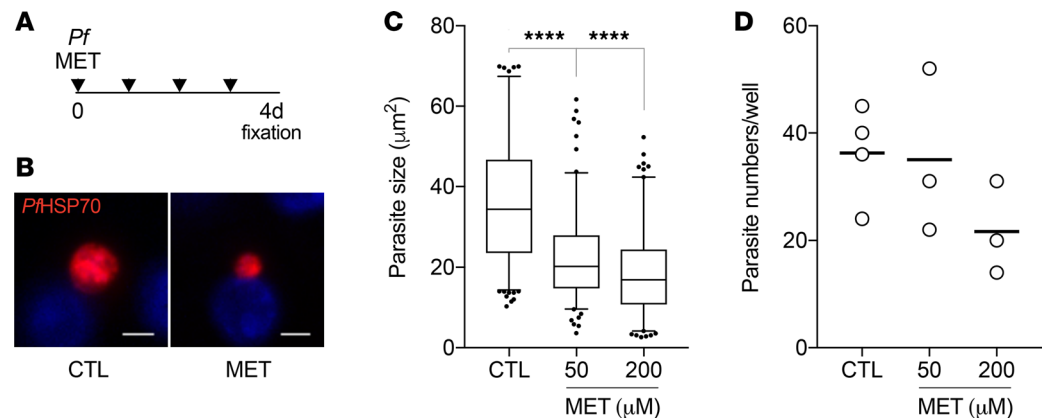 A
Pf
MET
0
4d
fixation
B
PfHSP70
CTL
MET
C
Parasite size (μm2)
80
60
40
20
0
****
****
CTL
50
200
MET (μM)
D
Parasite numbers/well
60
40
20
0
CTL
50
200
MET (μM)